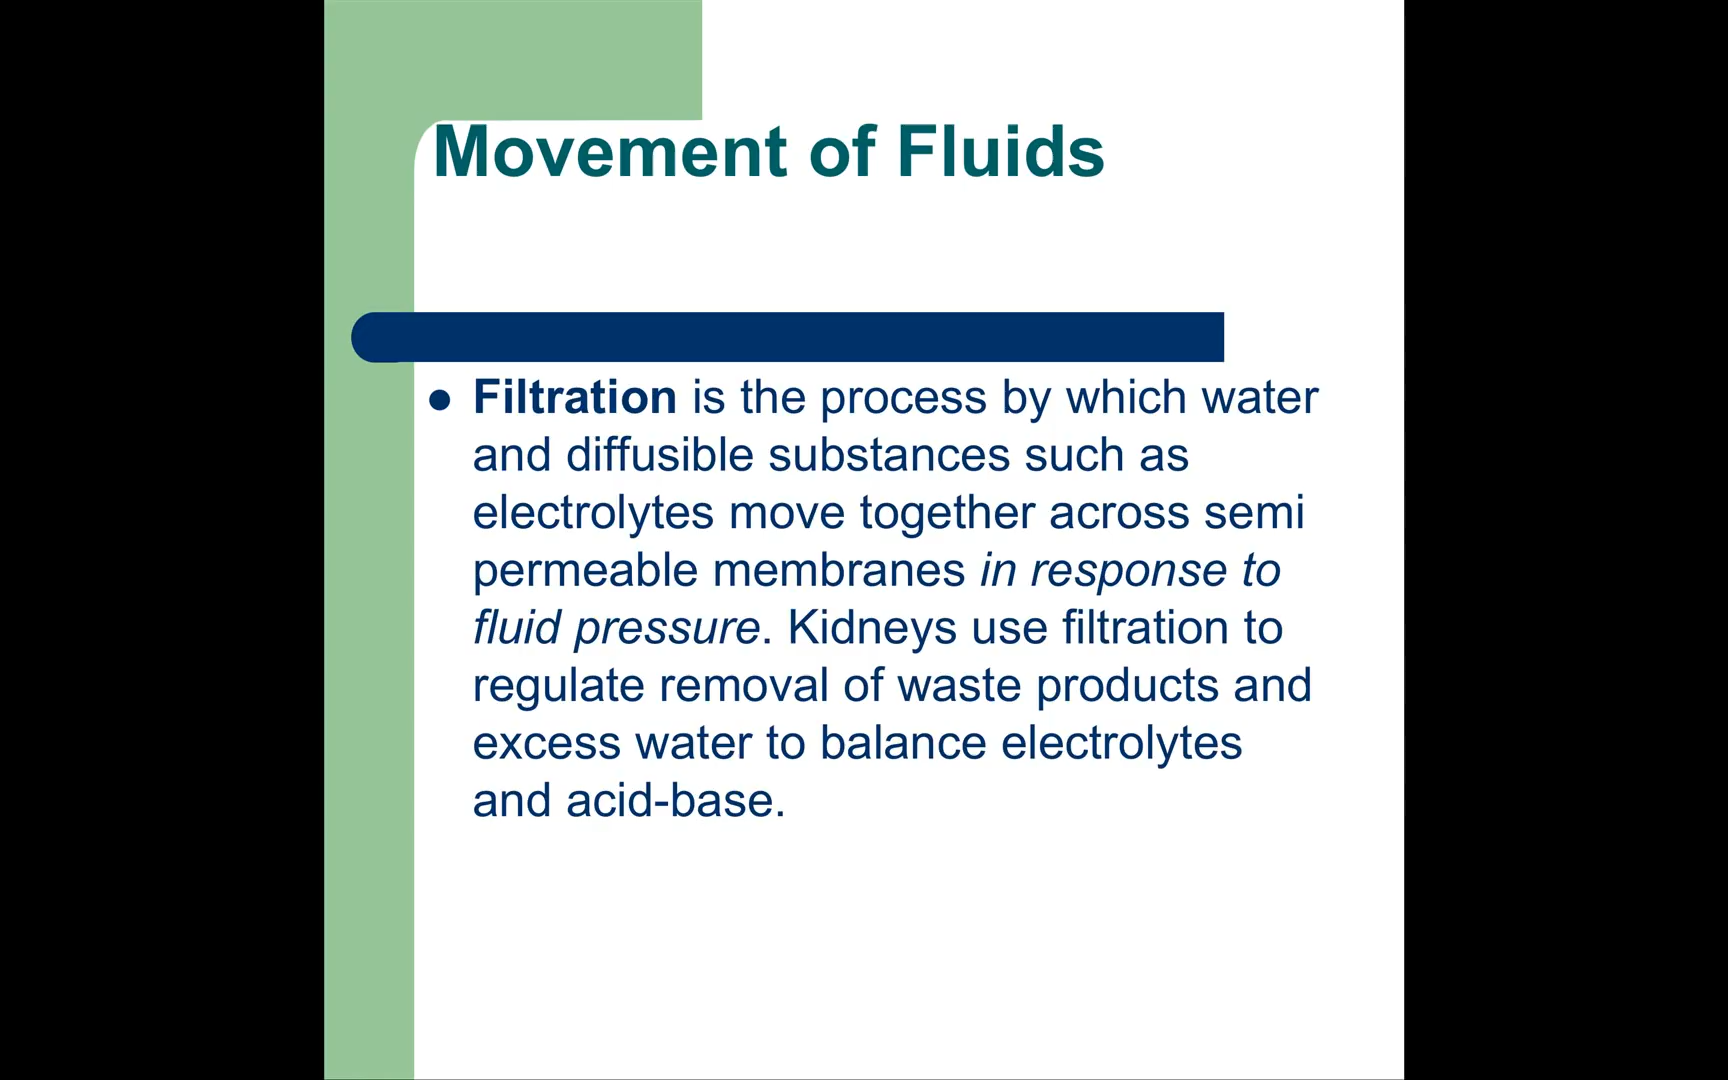 Movement of Fluids
● Filtration is the process by which water
and diffusible substances such as
electrolytes move together across semi
permeable membranes in response to
fluid pressure. Kidneys use filtration to
regulate removal of waste products and
excess water to balance electrolytes
and acid-base.